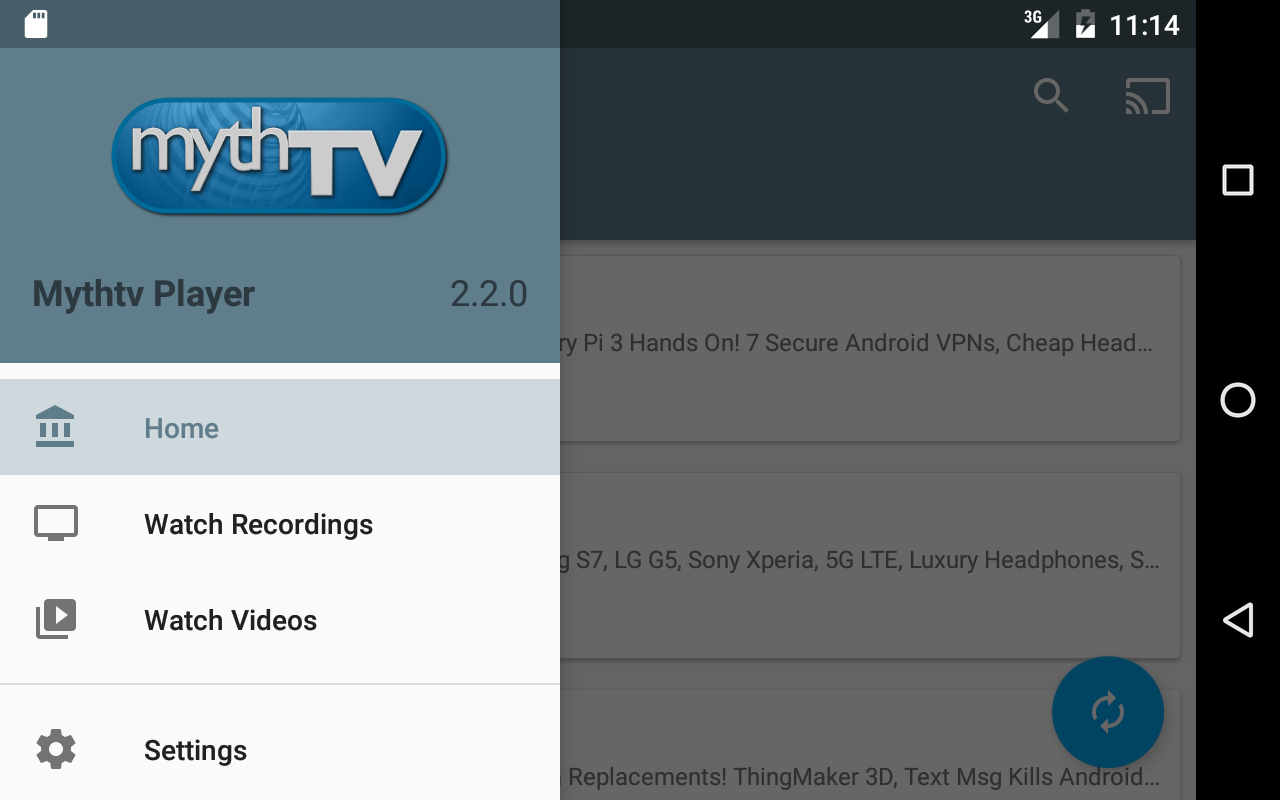 3G 11:14
mythTV
Mythtv Player 2.2.0
Pi 3 Hands On! 7 Secure Android VPNs, Cheap Head...
Home
Watch Recordings
S7, LG G5, Sony Xperia, 5G LTE, Luxury Headphones, S...
Watch Videos
Settings
Replacements! ThingMaker 3D, Text Msg Kills Android...